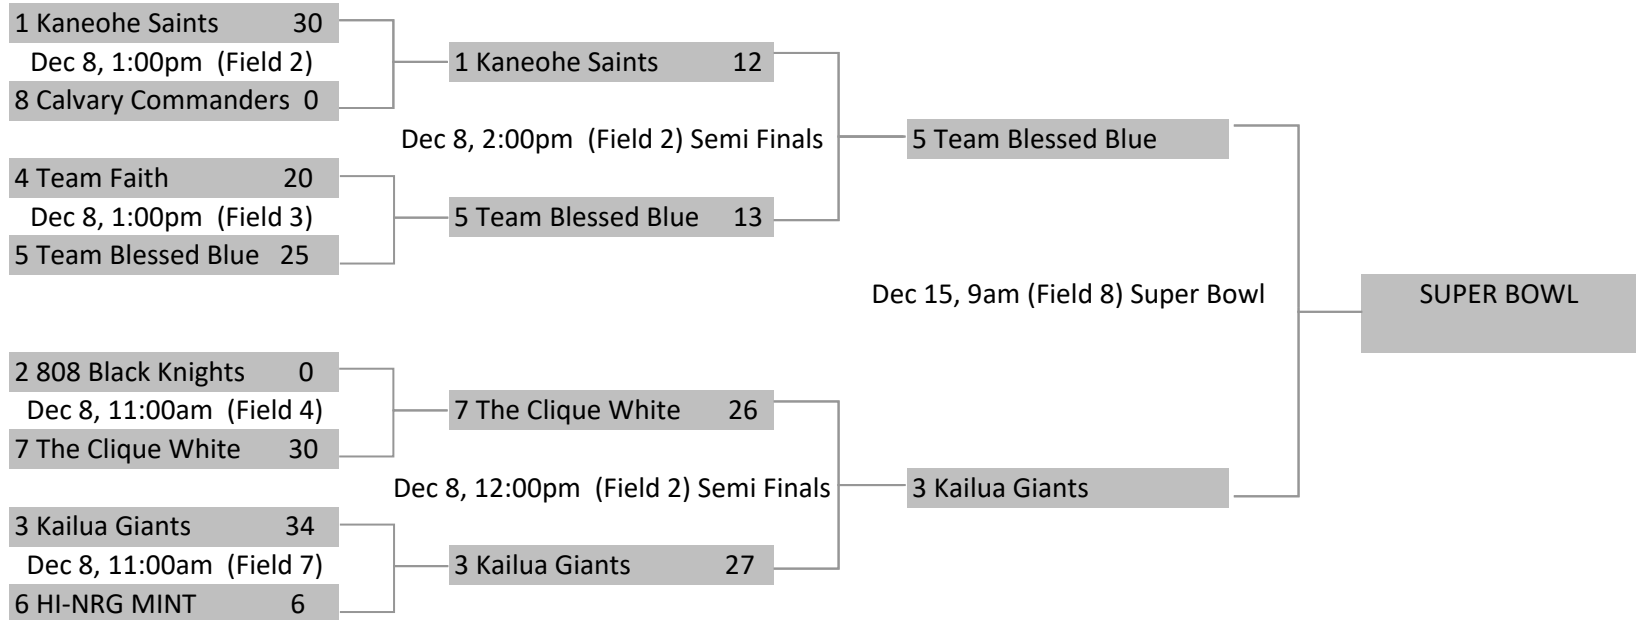 1 Kaneohe Saints 30
Dec 8, 1:00pm (Field 2)
8 Calvary Commanders 0
1 Kaneohe Saints 12
Dec 8, 2:00pm (Field 2) Semi Finals
5 Team Blessed Blue
4 Team Faith 20
Dec 8, 1:00pm (Field 3)
5 Team Blessed Blue 25
5 Team Blessed Blue 13
Dec 15, 9am (Field 8) Super Bowl
SUPER BOWL
2 808 Black Knights 0
Dec 8, 11:00am (Field 4)
7 The Clique White 30
7 The Clique White 26
Dec 8, 12:00pm (Field 2) Semi Finals
3 Kailua Giants
3 Kailua Giants 34
Dec 8, 11:00am (Field 7)
6 HI-NRG MINT 6
3 Kailua Giants 27